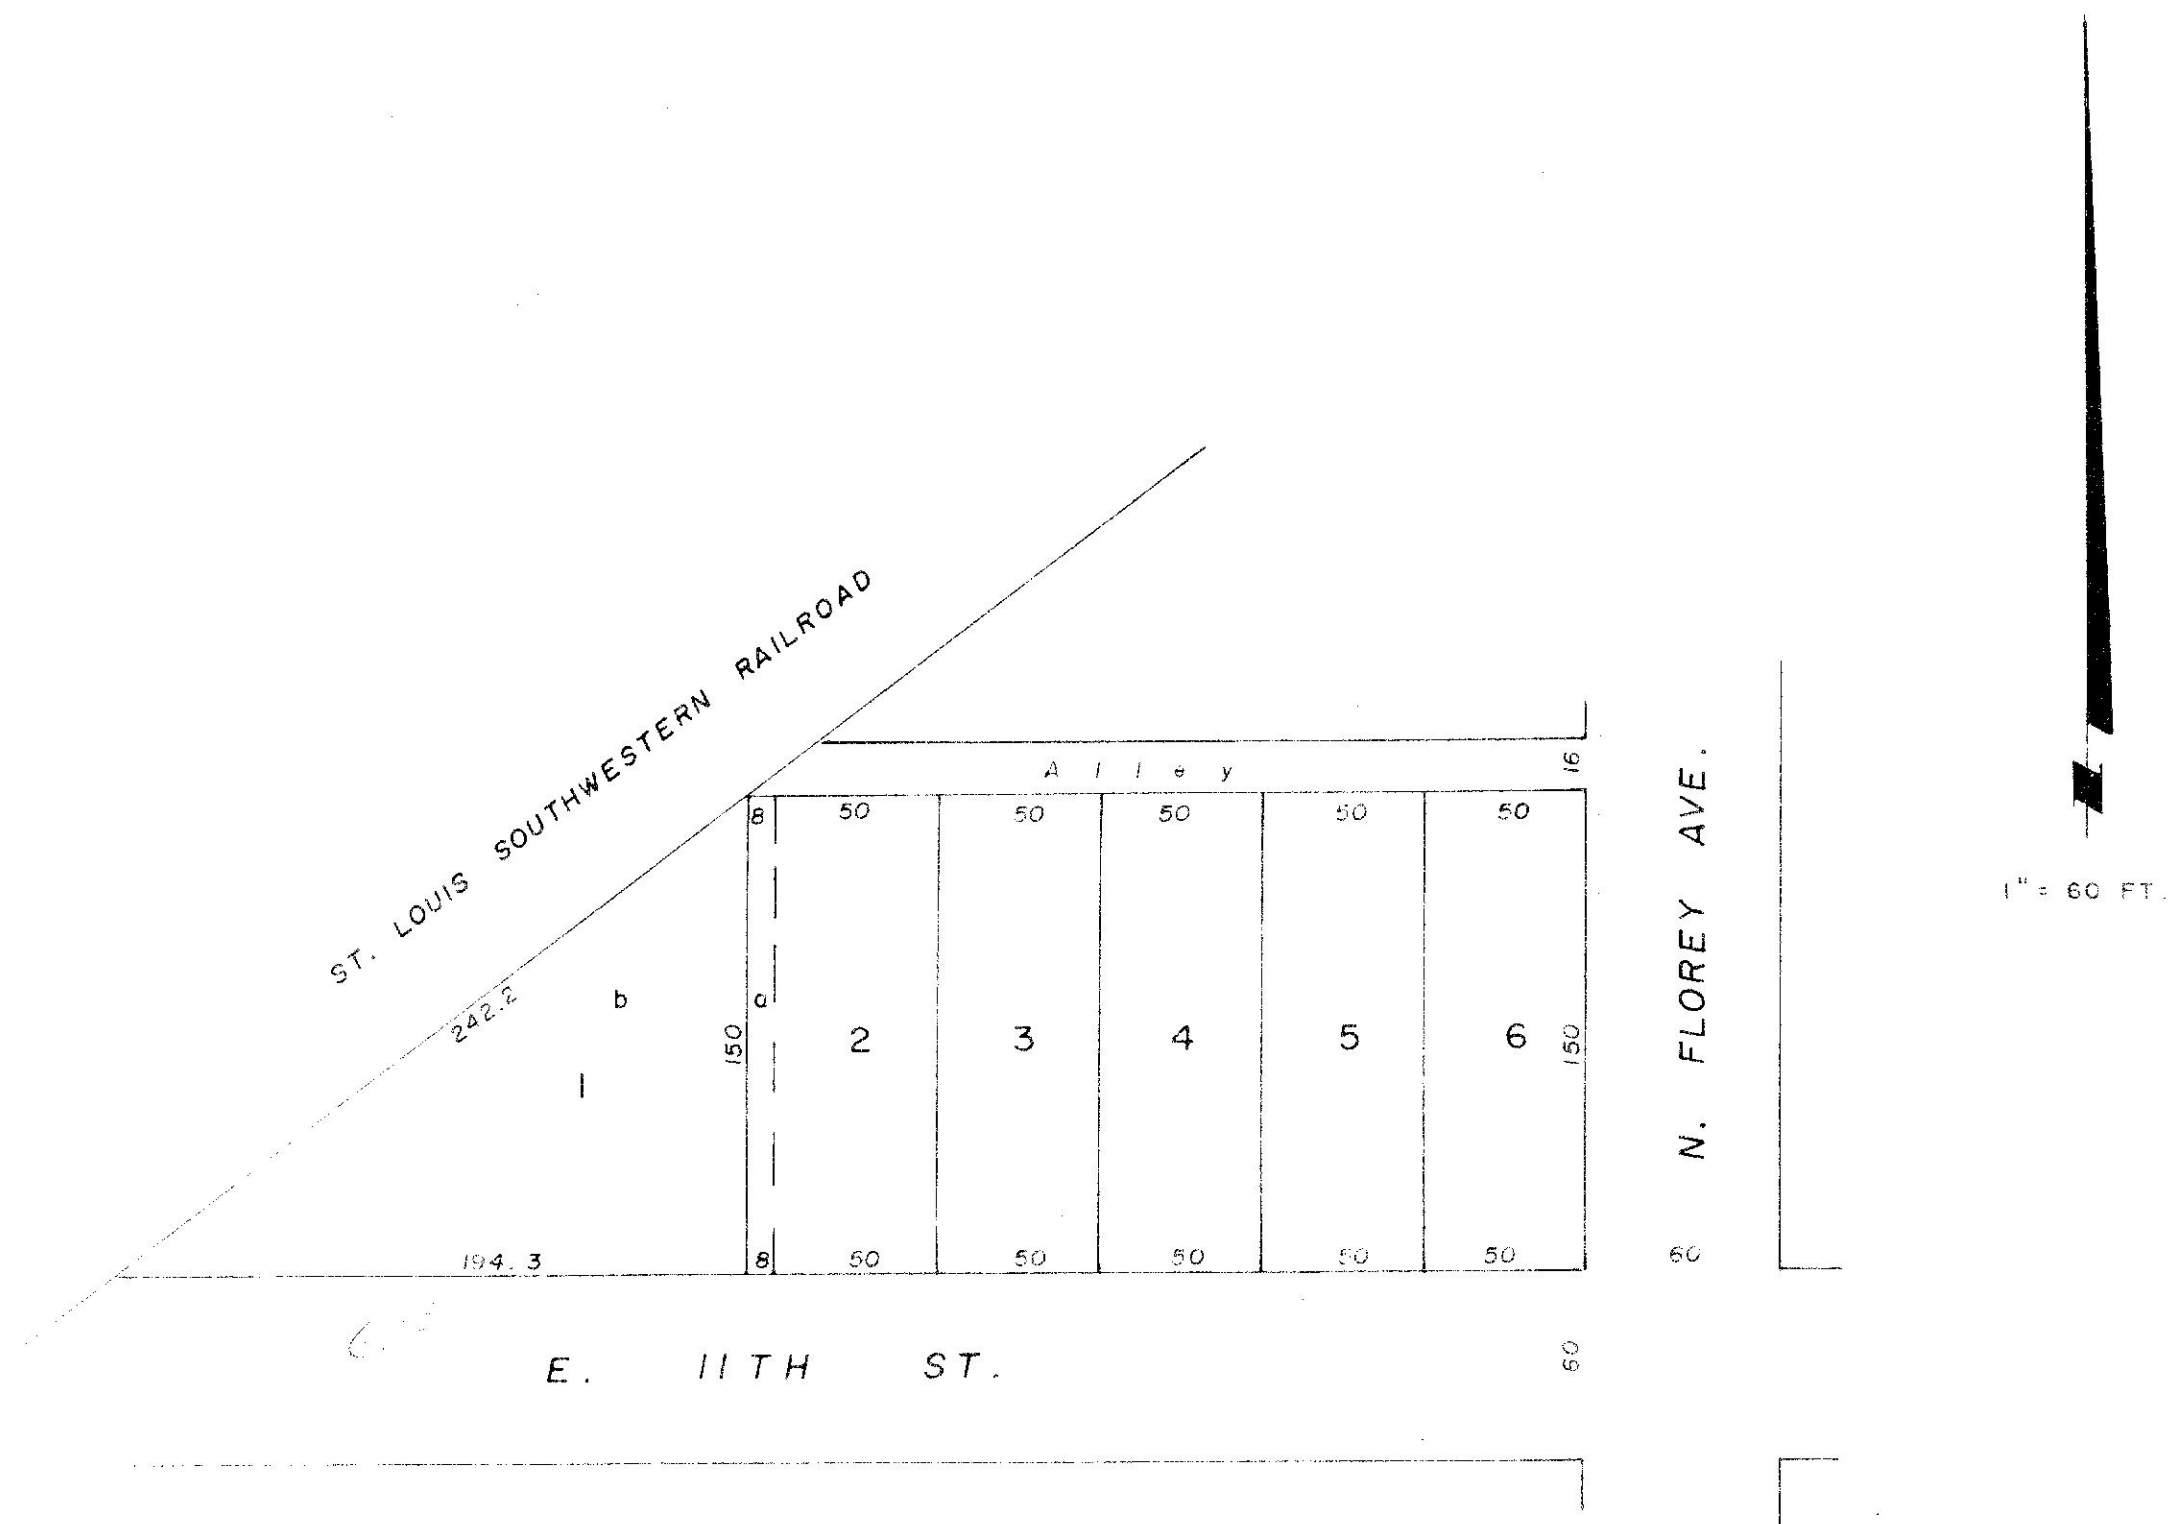 N
1" = 60 FT.
ST. LOUIS SOUTHWESTERN RAILROAD
Alley
16
8 50 50 50 50 50
242.2
b
a
1
150
2 3 4 5 6
150
N. FLOREY AVE.
194.3 8 50 50 50 50 50 60
E. 11TH ST.
60